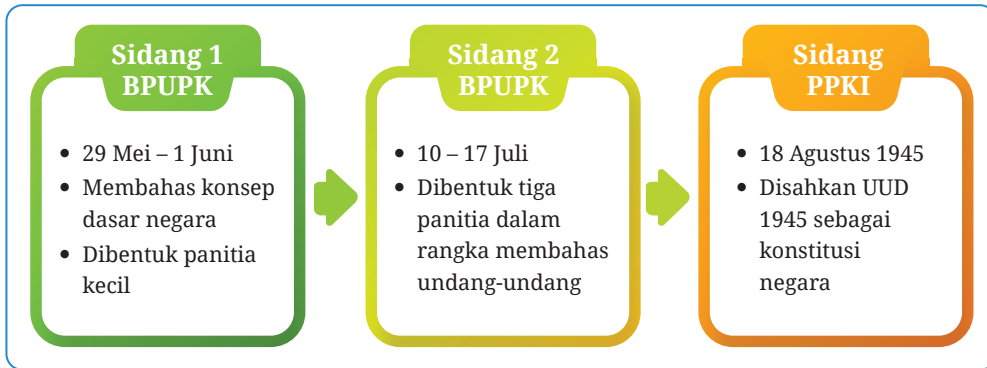 Sidang 1
BPUPK
• 29 Mei – 1 Juni
• Membahas konsep
dasar negara
• Dibentuk panitia
kecil
Sidang 2
BPUPK
• 10 – 17 Juli
• Dibentuk tiga
panitia dalam
rangka membahas
undang-undang
Sidang
PPKI
• 18 Agustus 1945
• Disahkan UUD
1945 sebagai
konstitusi
negara